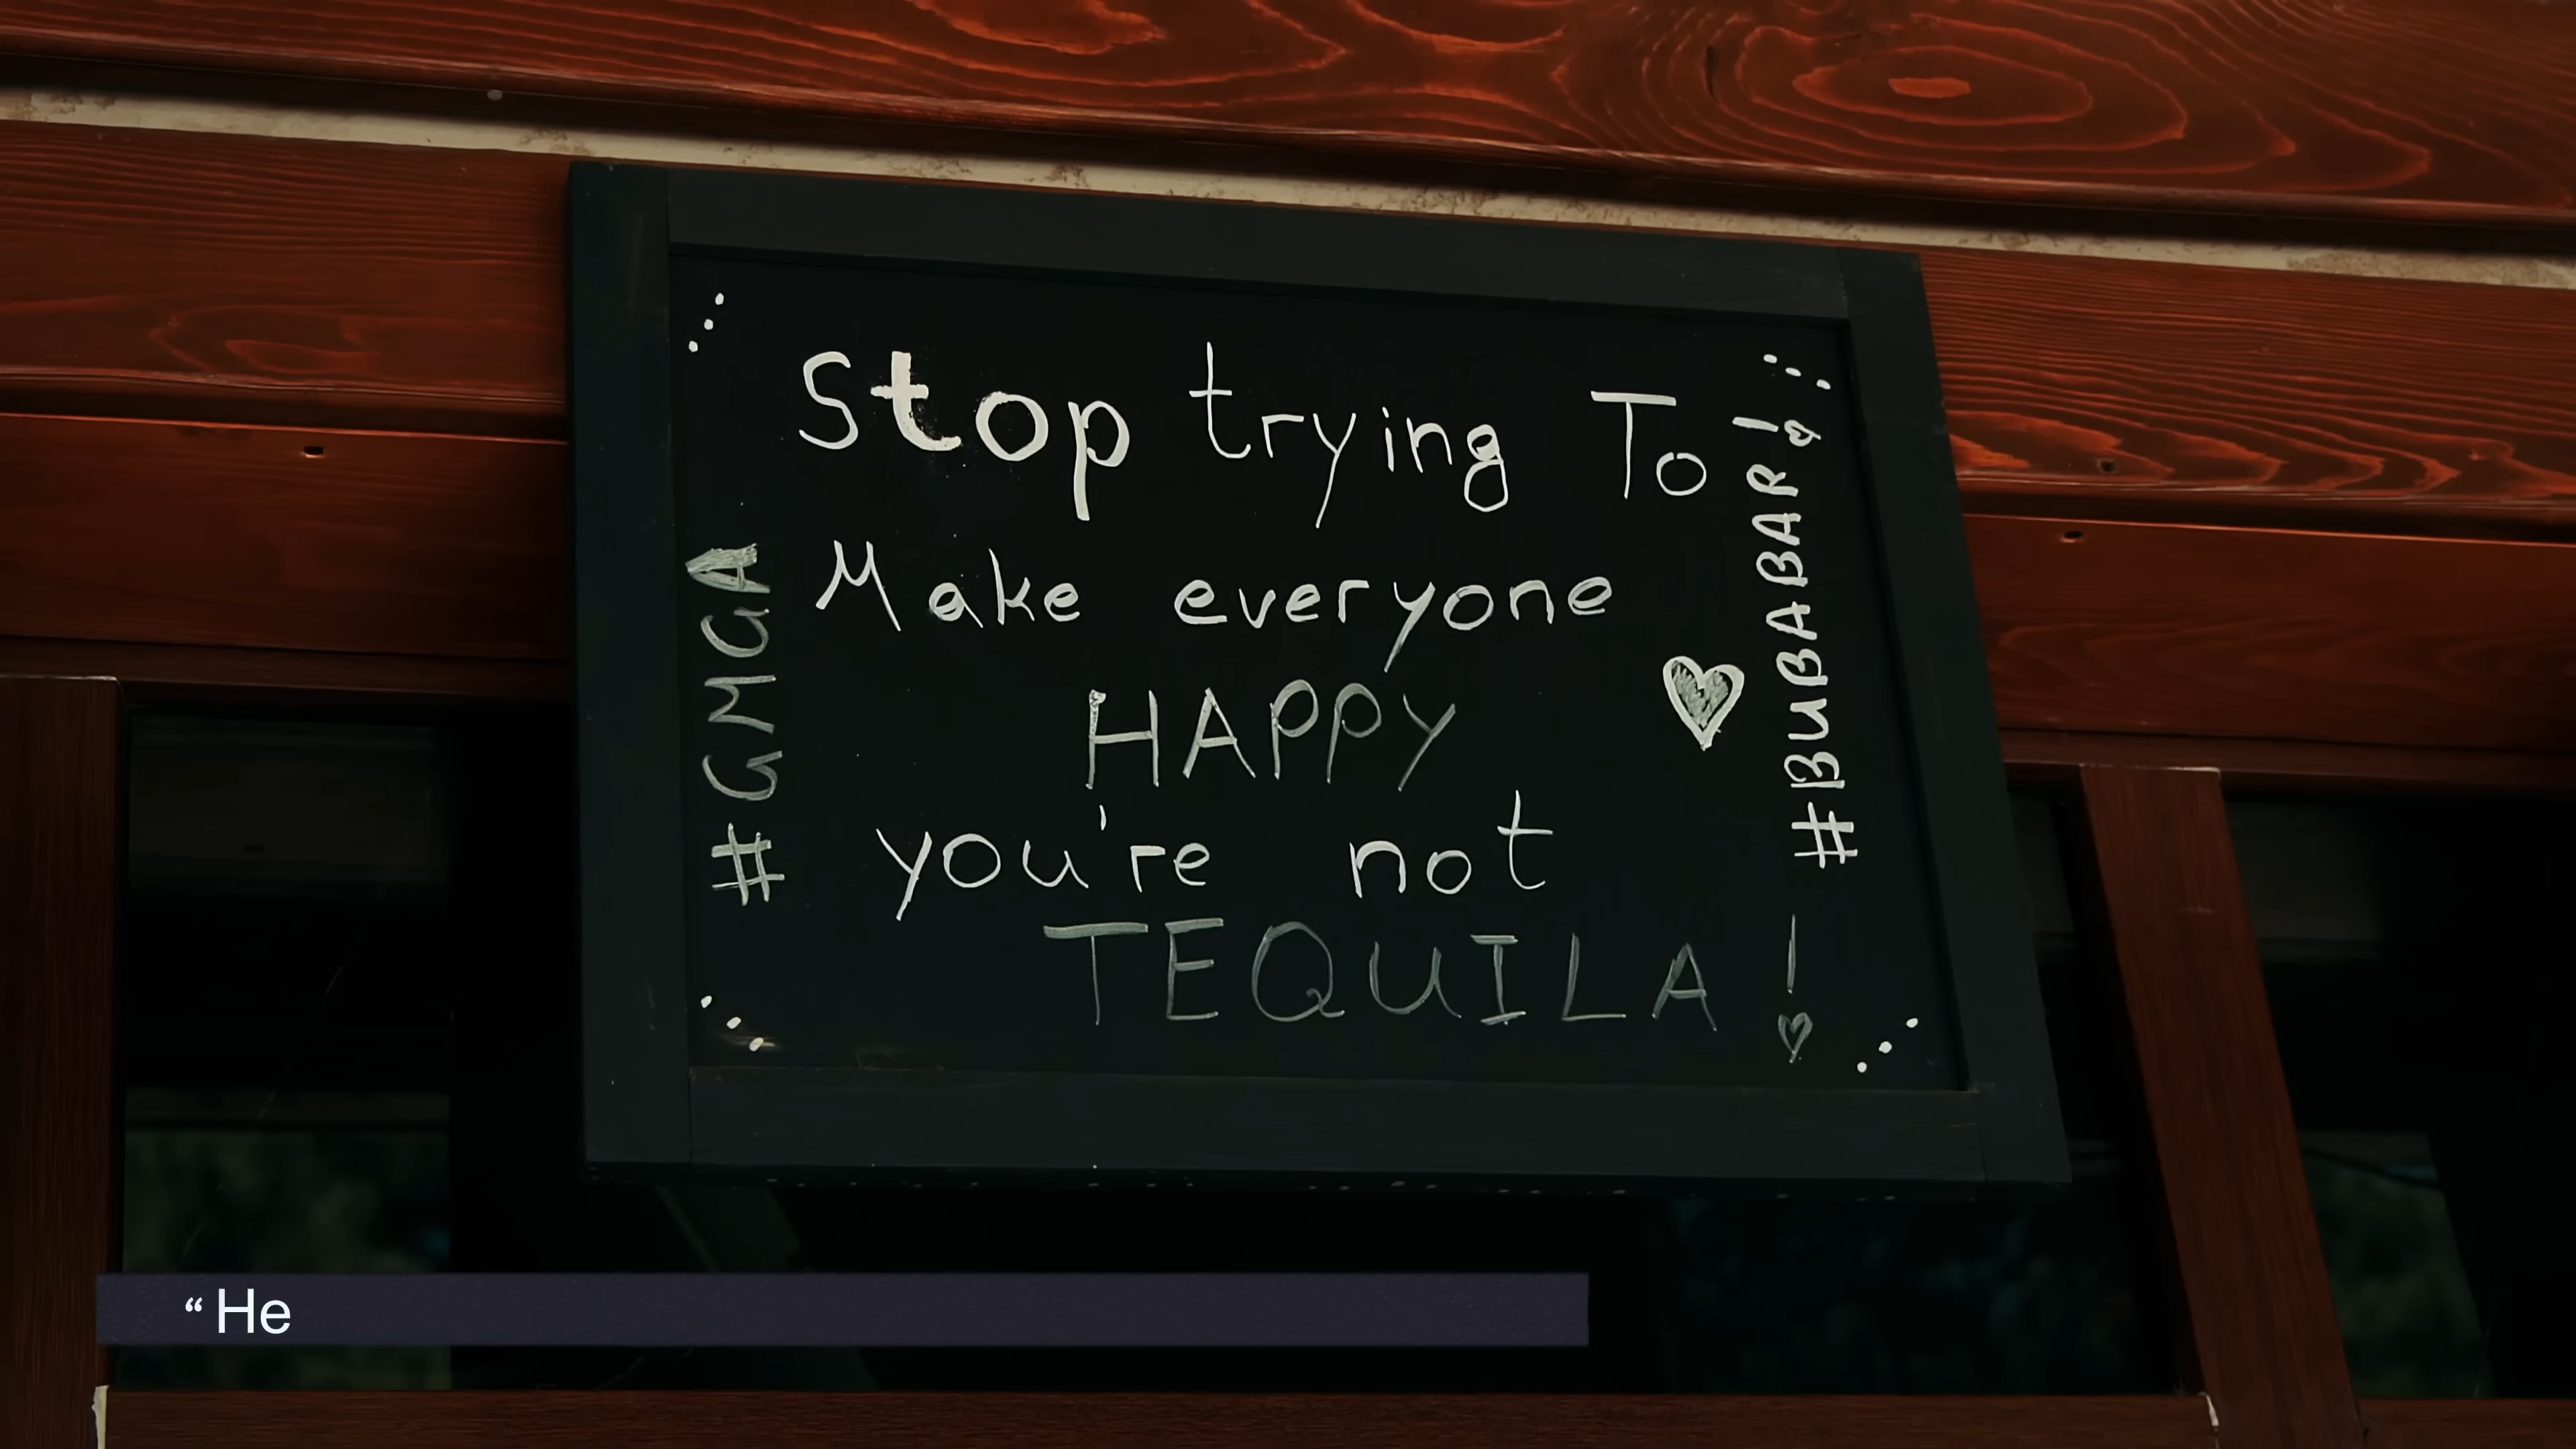 Stop trying To
Make everyone
HAPPY
you're not
TEQUILA!
#GMGA
#BUBABAR!
“ He